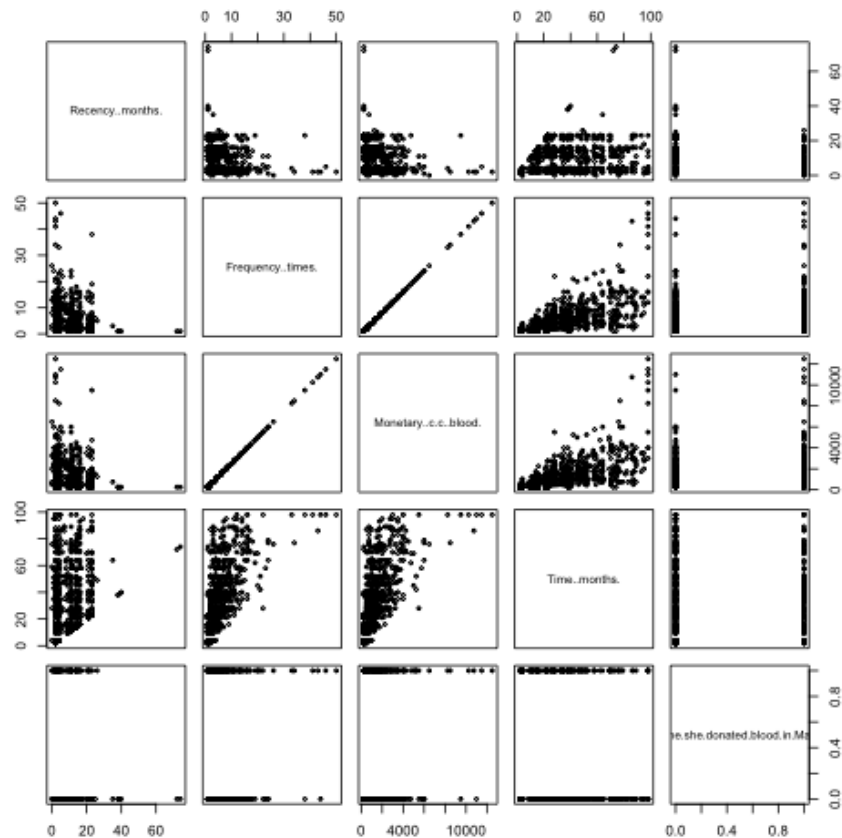 0 10 30 50
0 20 40 60 100
Recency..months.
0 20 40 60
0 10 30 50
Frequency..times.
Monetary..c.c..blood.
0 4000 10000
0 20 60 100
Time..months.
he.she.donated.blood.in.Ma
0.0 0.4 0.8
0 20 40 60
0 4000 10000
0.0 0.4 0.8